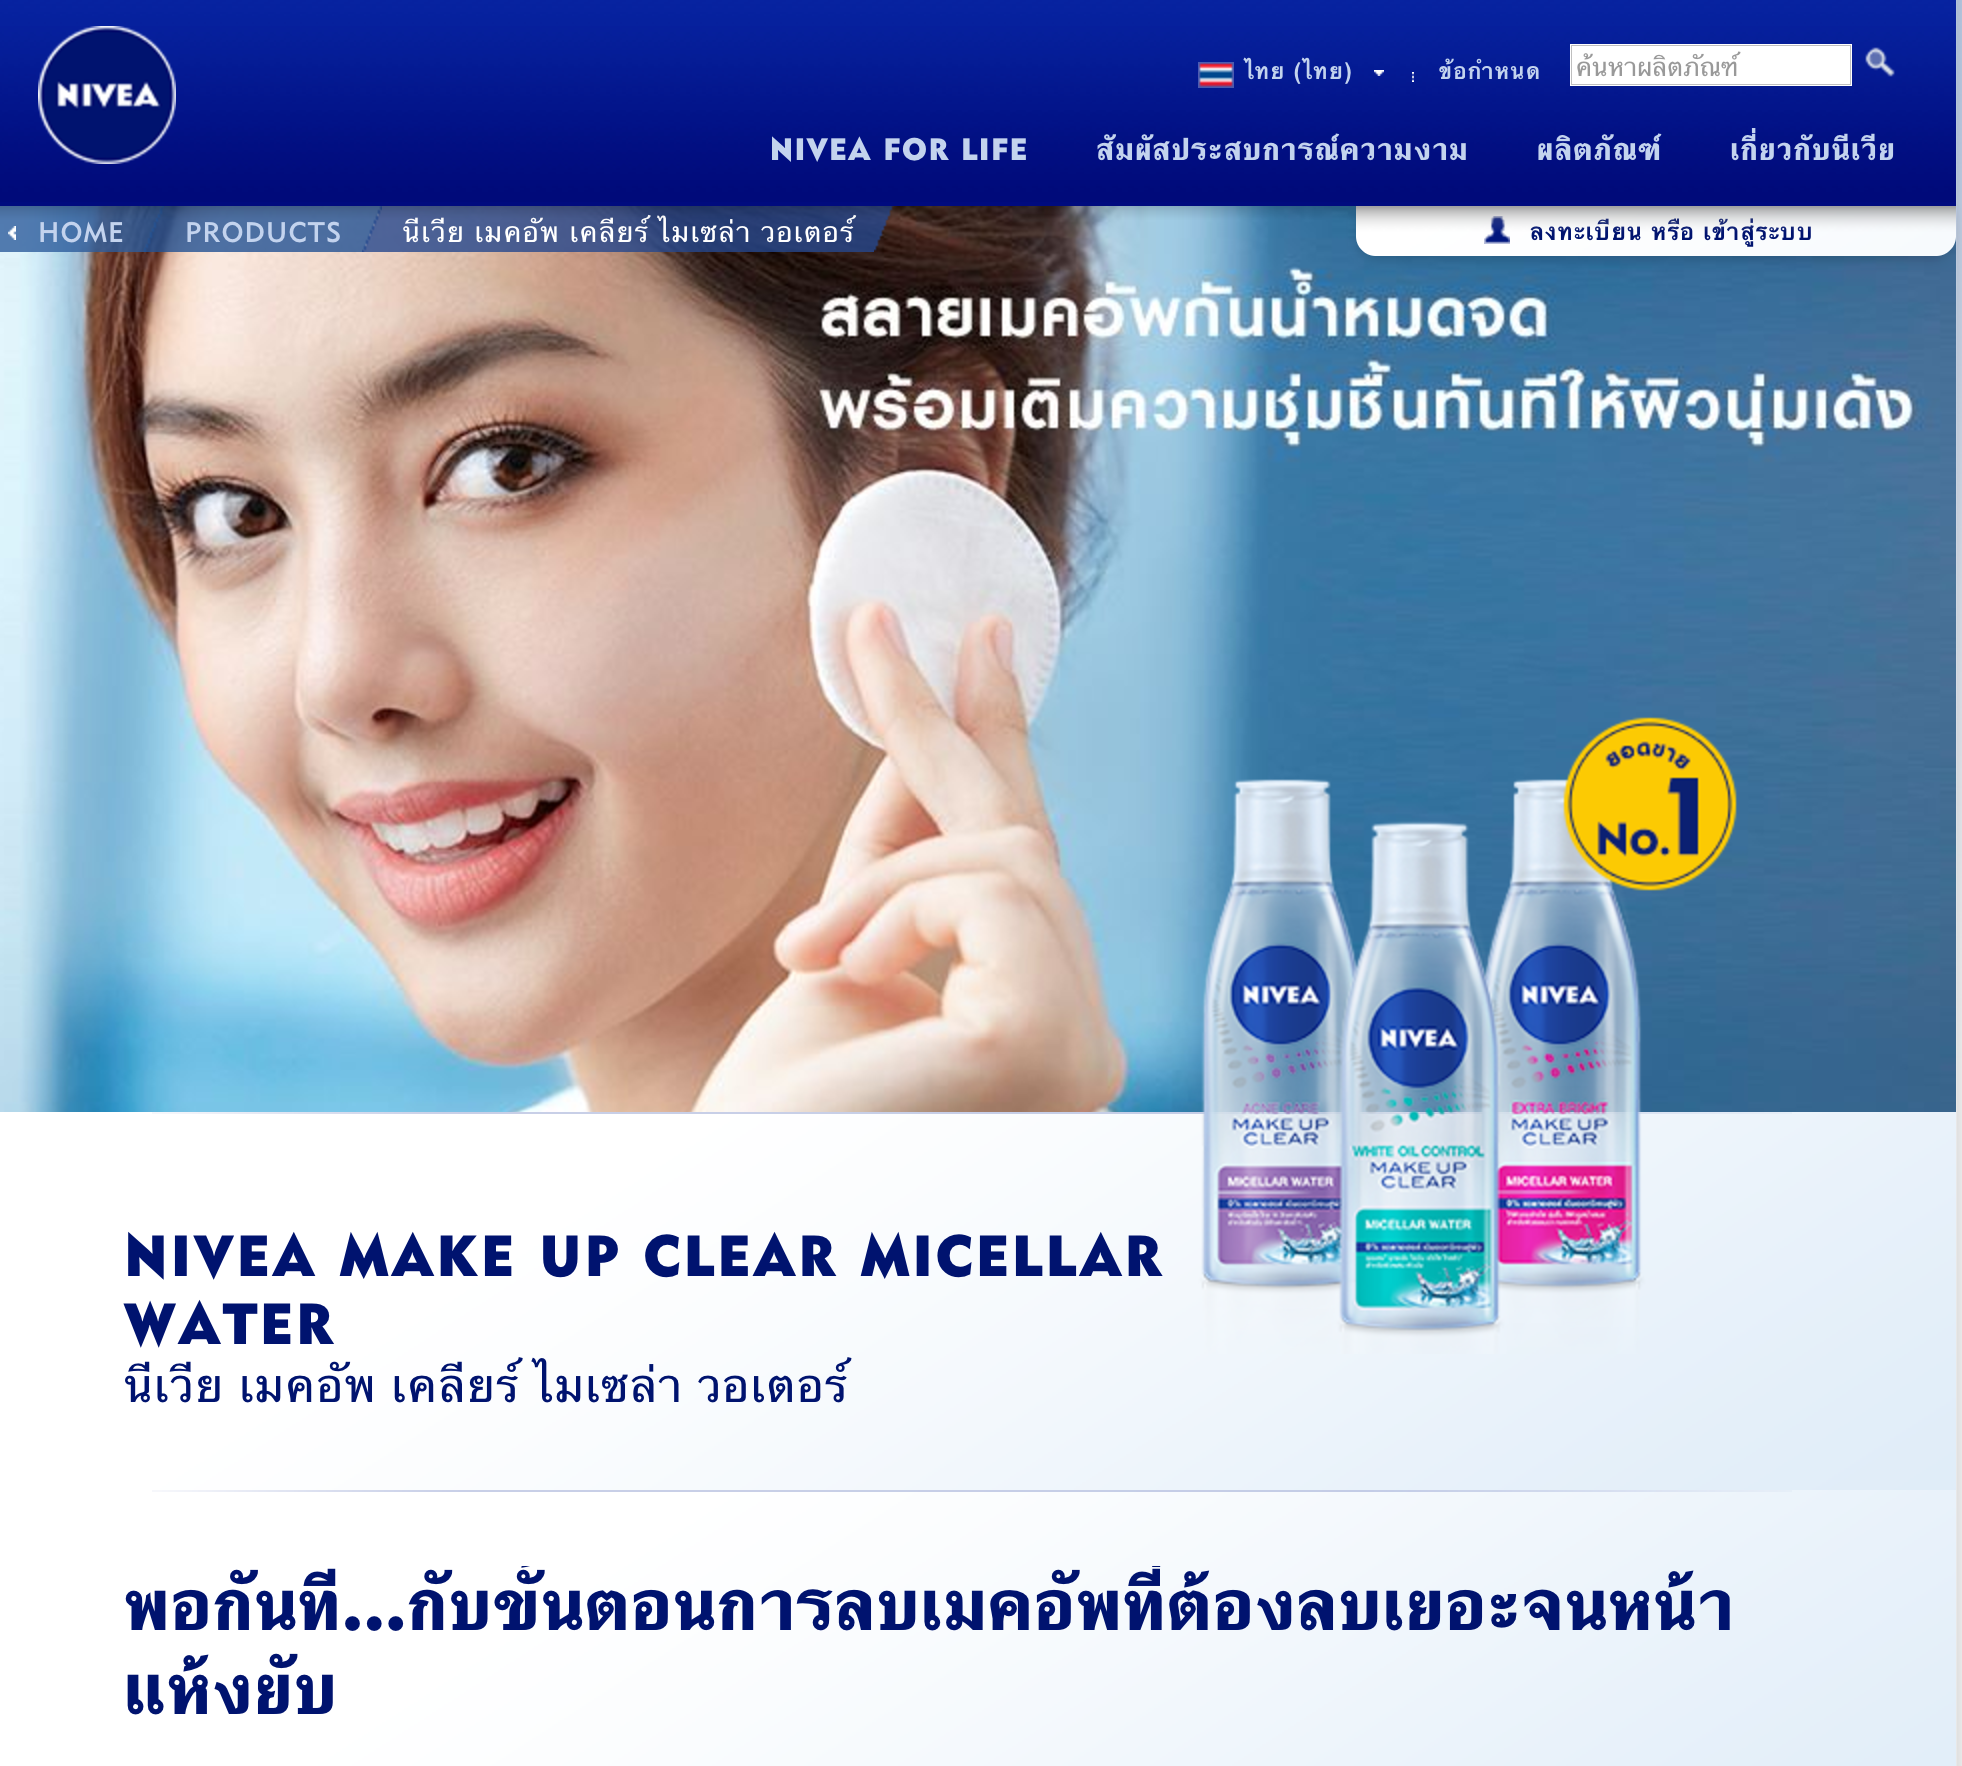 NIVEA
ไทย (ไทย)
ข้อกำหนด
ค้นหาผลิตภัณฑ์
NIVEA FOR LIFE
สัมผัสประสบการณ์ความงาม
ผลิตภัณฑ์
เกี่ยวกับนีเวีย
HOME
PRODUCTS
นีเวีย เมคอัพ เคลียร์ ไมเซล่า วอเตอร์
ลงทะเบียน หรือ เข้าสู่ระบบ
สลายเมคอัพกันน้ำหมดจด
พร้อมเติมความชุ่มชื้นทันทีให้ผิวนุ่มเด้ง
ยอดขาย
No.1
NIVEA
ACNE CARE
MAKE UP
CLEAR
MICELLAR WATER
NIVEA
WHITE OIL CONTROL
MAKE UP
CLEAR
MICELLAR WATER
NIVEA
EXTRA BRIGHT
MAKE UP
CLEAR
MICELLAR WATER
NIVEA MAKE UP CLEAR MICELLAR
WATER
นีเวีย เมคอัพ เคลียร์ ไมเซล่า วอเตอร์
พอกันที...กับขั้นตอนการลบเมคอัพที่ต้องลบเยอะจนหน้า
แห้งยับ